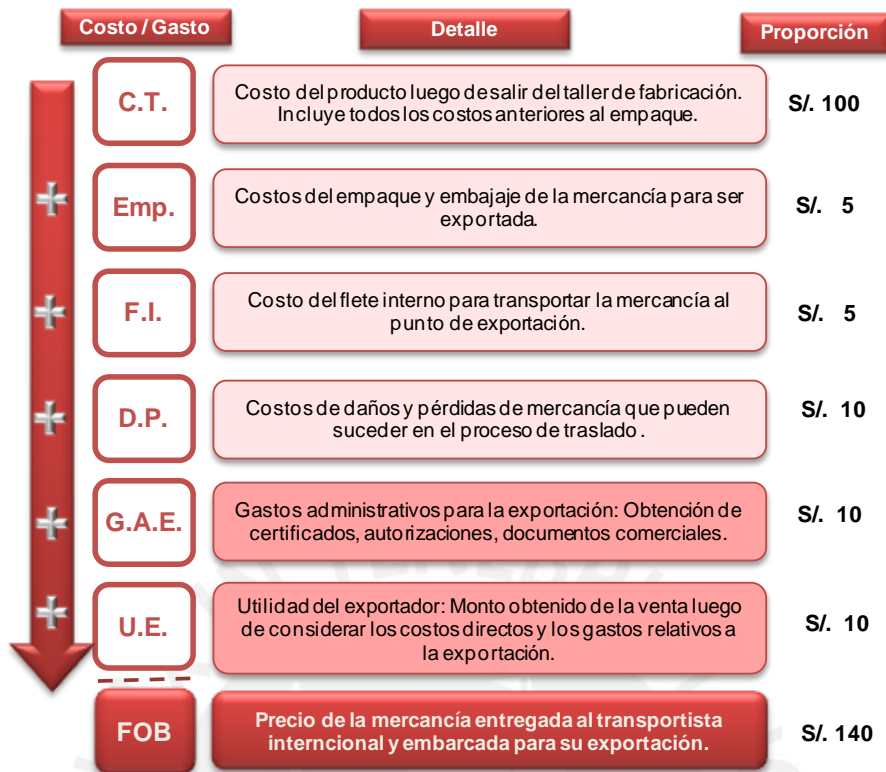 Costo / Gasto
Detalle
Proporción
C.T.
Costo del producto luego de salir del taller de fabricación.
Incluye todos los costos anteriores al empaque.
S/. 100
Emp.
Costos del empaque y embajaje de la mercancía para ser
exportada.
S/. 5
F.I.
Costo del flete interno para transportar la mercancía al
punto de exportación.
S/. 5
D.P.
Costos de daños y pérdidas de mercancía que pueden
suceder en el proceso de traslado .
S/. 10
G.A.E.
Gastos administrativos para la exportación: Obtención de
certificados, autorizaciones, documentos comerciales.
S/. 10
U.E.
Utilidad del exportador: Monto obtenido de la venta luego
de considerar los costos directos y los gastos relativos a
la exportación.
S/. 10
FOB
Precio de la mercancía entregada al transportista
interncional y embarcada para su exportación.
S/. 140